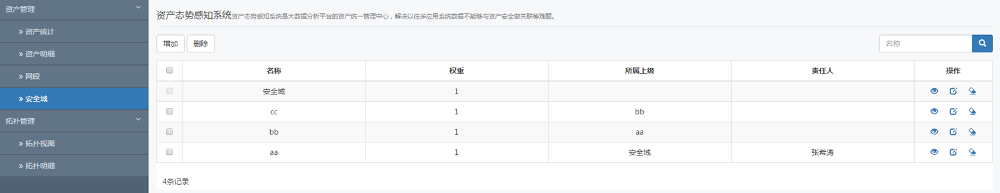 资产管理
资产统计
资产明细
网段
安全域
拓扑管理
拓扑视图
拓扑明细
资产态势感知系统资产态势感知系统是大数据分析平台的资产统一管理中心，解决以往多应用系统数据不能够与资产安全做关联等难题。
增加 删除 名称
名称 权重 所属上级 责任人 操作
安全域 1
cc 1 bb
bb 1 aa
aa 1 安全域 张希涛
4条记录